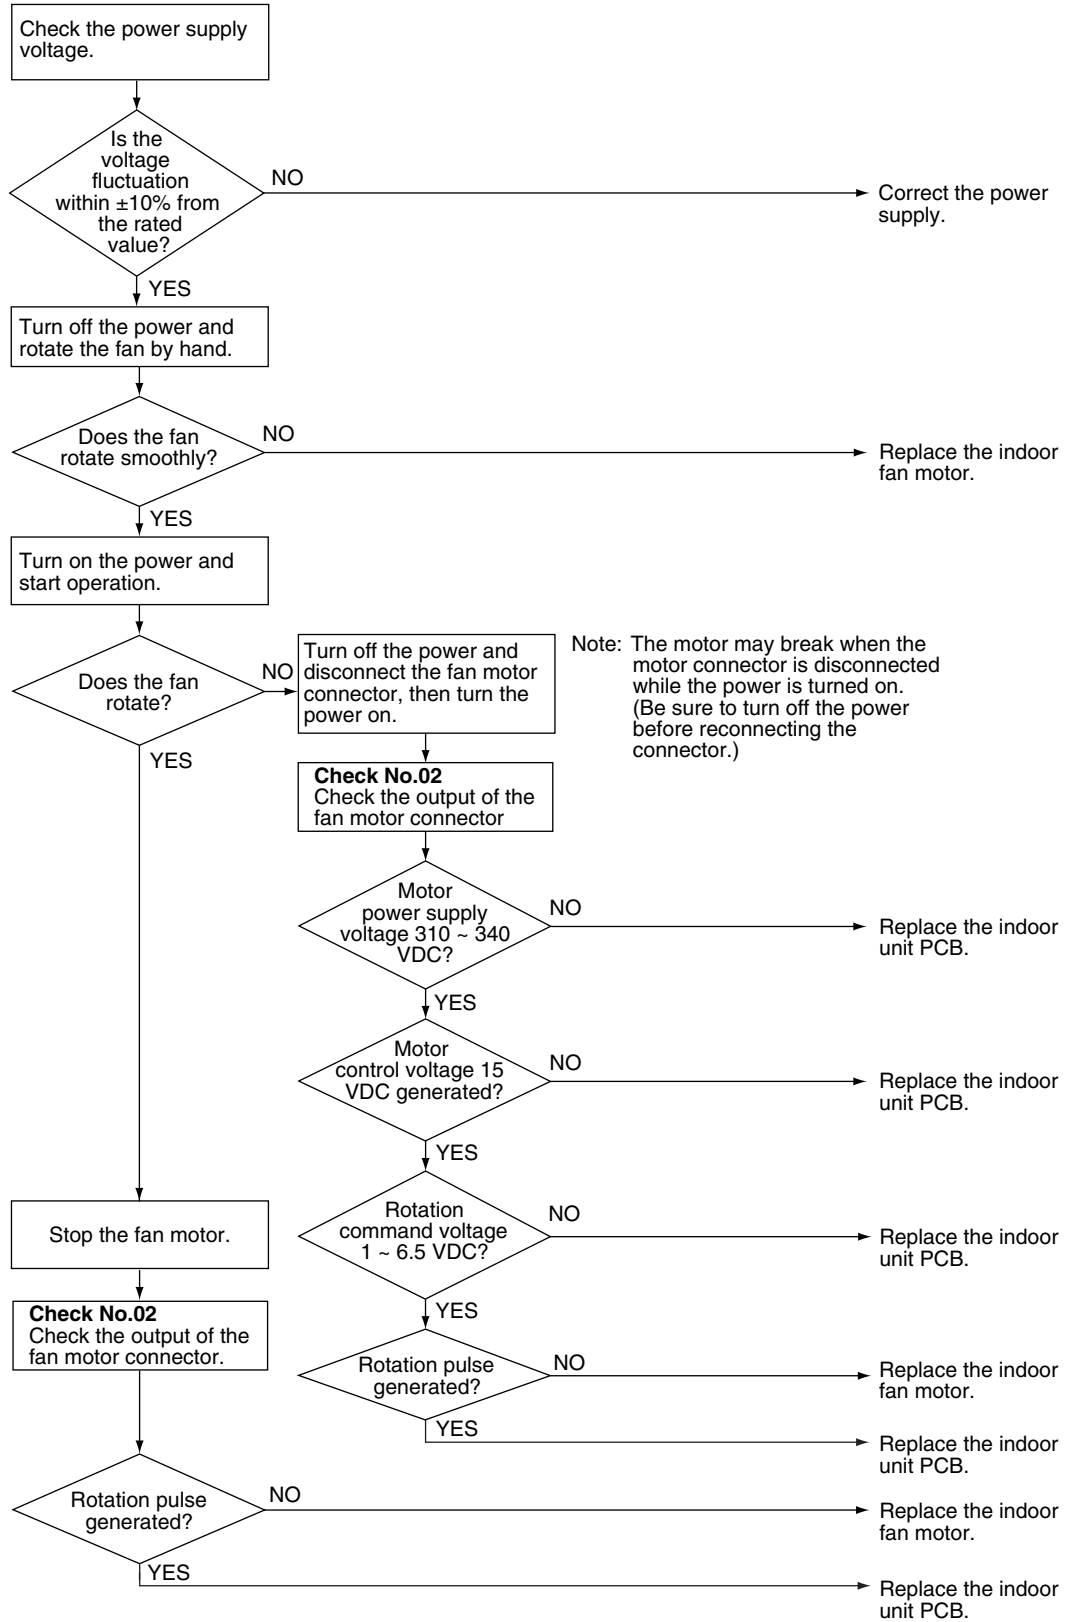 Check the power supply
voltage.
Is the
voltage
fluctuation
within ±10% from
the rated
value?
NO
Correct the power
supply.
YES
Turn off the power and
rotate the fan by hand.
Does the fan
rotate smoothly?
NO
Replace the indoor
fan motor.
YES
Turn on the power and
start operation.
Does the fan
rotate?
NO
Turn off the power and
disconnect the fan motor
connector, then turn the
power on.
Note: The motor may break when the
motor connector is disconnected
while the power is turned on.
(Be sure to turn off the power
before reconnecting the
connector.)
YES
Check No.02
Check the output of the
fan motor connector
Motor
power supply
voltage 310 ~ 340
VDC?
NO
Replace the indoor
unit PCB.
YES
Motor
control voltage 15
VDC generated?
NO
Replace the indoor
unit PCB.
YES
Rotation
command voltage
1 ~ 6.5 VDC?
NO
Replace the indoor
unit PCB.
YES
Rotation pulse
generated?
NO
Replace the indoor
fan motor.
YES
Replace the indoor
unit PCB.
Stop the fan motor.
Check No.02
Check the output of the
fan motor connector.
Rotation pulse
generated?
NO
Replace the indoor
fan motor.
YES
Replace the indoor
unit PCB.